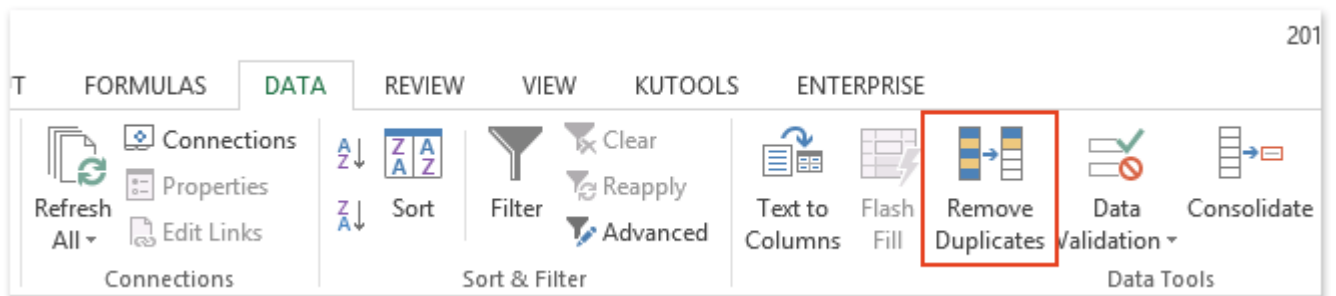 201
T FORMULAS DATA REVIEW VIEW KUTOOLS ENTERPRISE
Connections
Properties
Edit Links
Refresh
All
Connections
A
Z
Z
A
Z A
A Z
Sort
Filter
Clear
Reapply
Advanced
Sort & Filter
Text to
Columns
Flash
Fill
Remove
Duplicates
Data
Validation
Consolidate
Data Tools